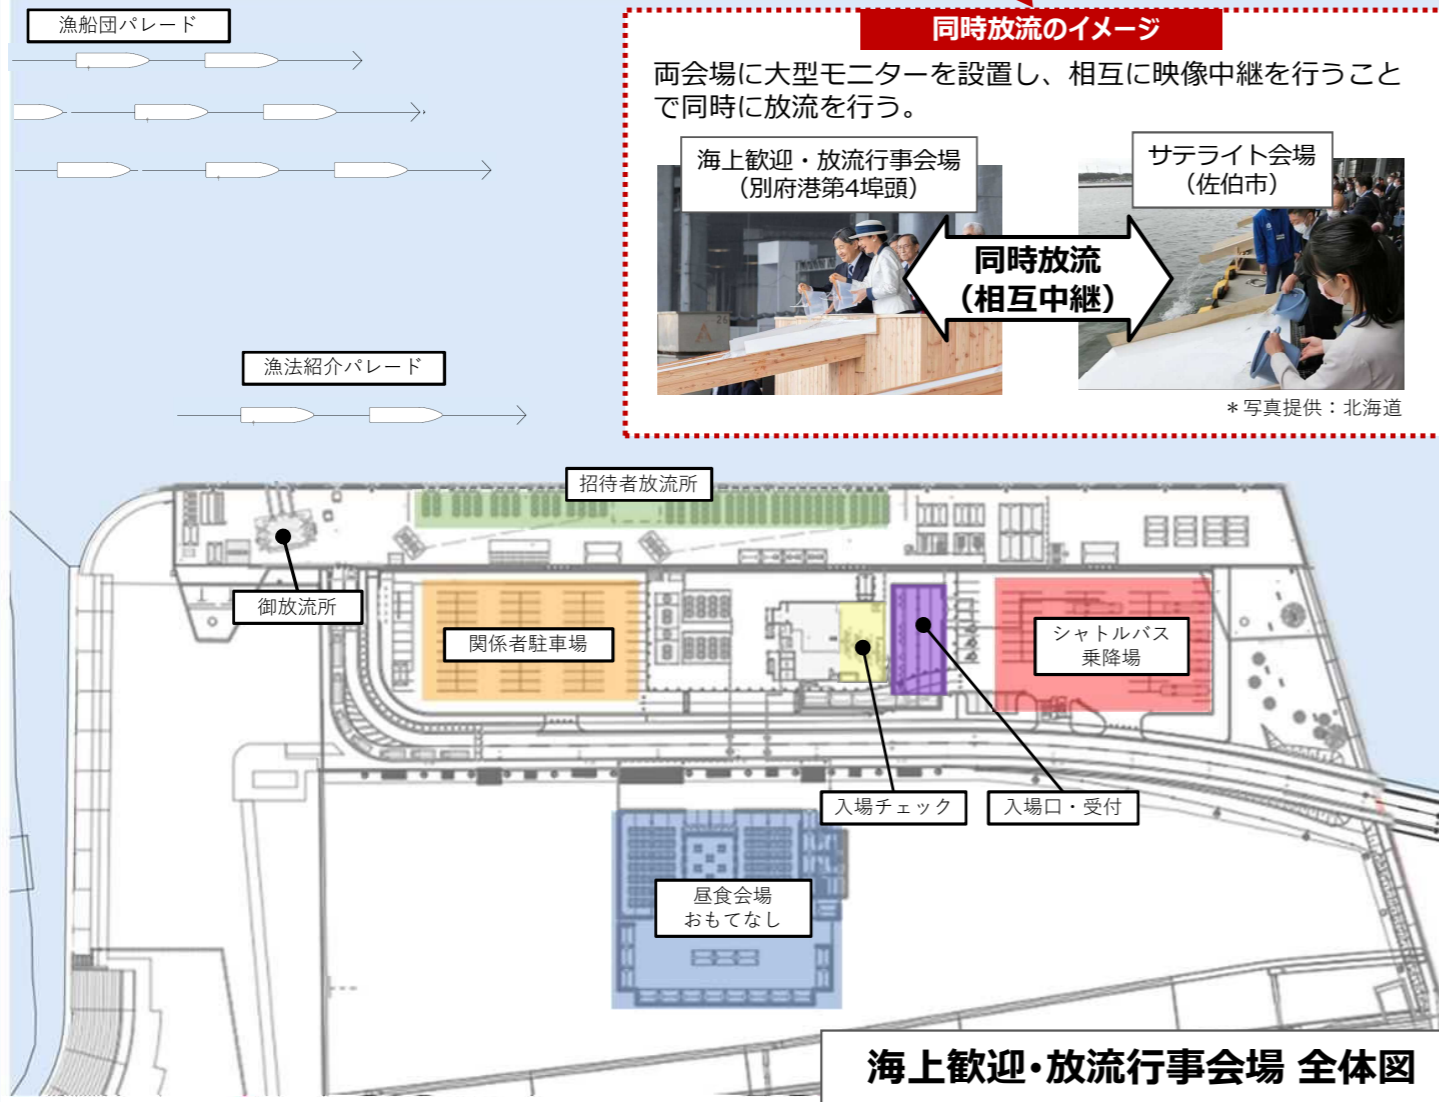 漁船団パレード
同時放流のイメージ
両会場に大型モニターを設置し、相互に映像中継を行うこと
で同時に放流を行う。
海上歓迎・放流行事会場
（別府港第4埠頭）
サテライト会場
（佐伯市）
同時放流
（相互中継）
＊写真提供：北海道
漁法紹介パレード
招待者放流所
御放流所
関係者駐車場
シャトルバス
乗降場
入場チェック
入場口・受付
昼食会場
おもてなし
海上歓迎・放流行事会場 全体図